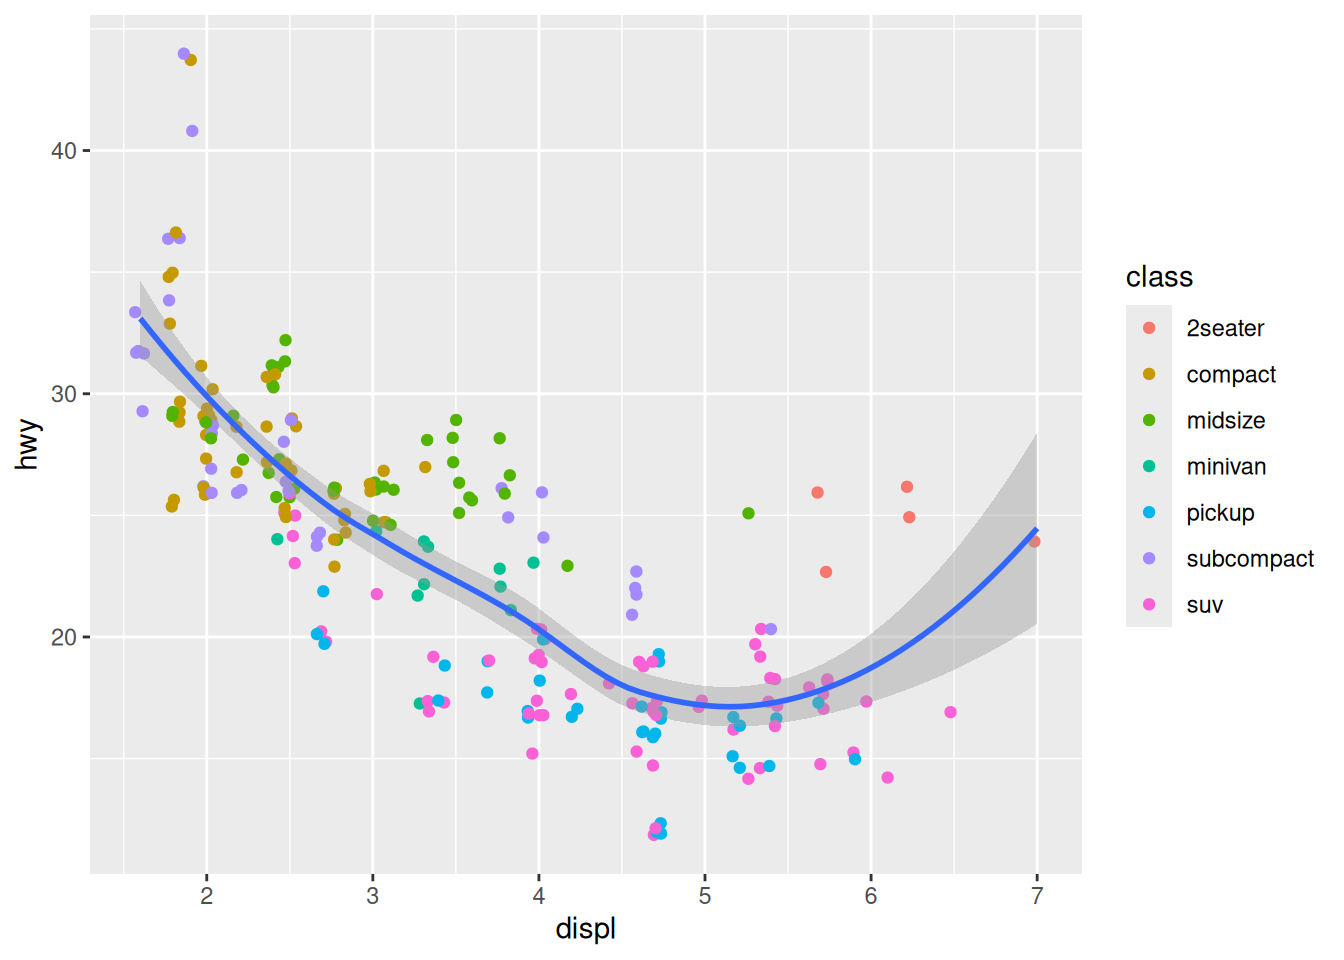 hwy
40
30
20
2 3 4 5 6 7
displ
class
2seater
compact
midsize
minivan
pickup
subcompact
suv